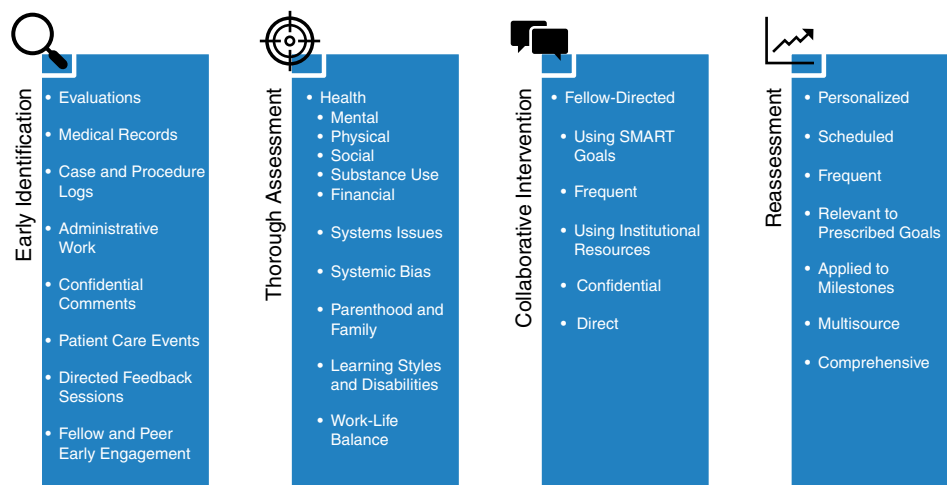 Early Identification
• Evaluations
• Medical Records
• Case and Procedure
Logs
• Administrative
Work
• Confidential
Comments
• Patient Care Events
• Directed Feedback
Sessions
• Fellow and Peer
Early Engagement
Thorough Assessment
• Health
• Mental
• Physical
• Social
• Substance Use
• Financial
• Systems Issues
• Systemic Bias
• Parenthood and
Family
• Learning Styles
and Disabilities
• Work-Life
Balance
Collaborative Intervention
• Fellow-Directed
• Using SMART
Goals
• Frequent
• Using Institutional
Resources
• Confidential
• Direct
Reassessment
• Personalized
• Scheduled
• Frequent
• Relevant to
Prescribed Goals
• Applied to
Milestones
• Multisource
• Comprehensive